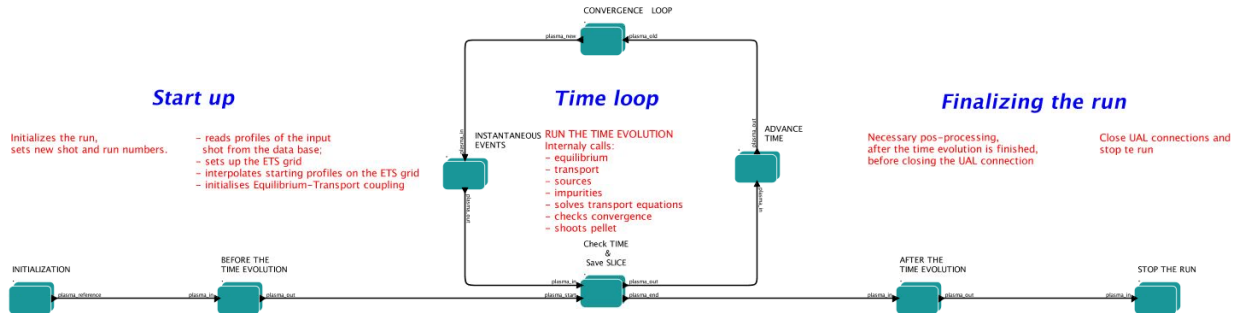 CONVERGENCE LOOP
plasma_new
plasma_old
Start up
Time loop
Finalizing the run
Initializes the run,
sets new shot and run numbers.
- reads profiles of the input
shot from the data base;
- sets up the ETS grid
- interpolates starting profiles on the ETS grid
- initialises Equilibrium-Transport coupling
plasma_in
INSTANTANEOUS
EVENTS
plasma_out
RUN THE TIME EVOLUTION
Internaly calls:
- equilibrium
- transport
- sources
- impurities
- solves transport equations
- checks convergence
- shoots pellet
plasma_out
ADVANCE
TIME
plasma_in
Necessary pos-processing,
after the time evolution is finished,
before closing the UAL connection
Close UAL connections and
stop te run
INITIALIZATION
plasma_reference
BEFORE THE
TIME EVOLUTION
plasma_in
plasma_out
Check TIME
&
Save SLICE
plasma_in
plasma_out
plasma_start
plasma_end
AFTER THE
TIME EVOLUTION
plasma_in
plasma_out
STOP THE RUN
plasma_in